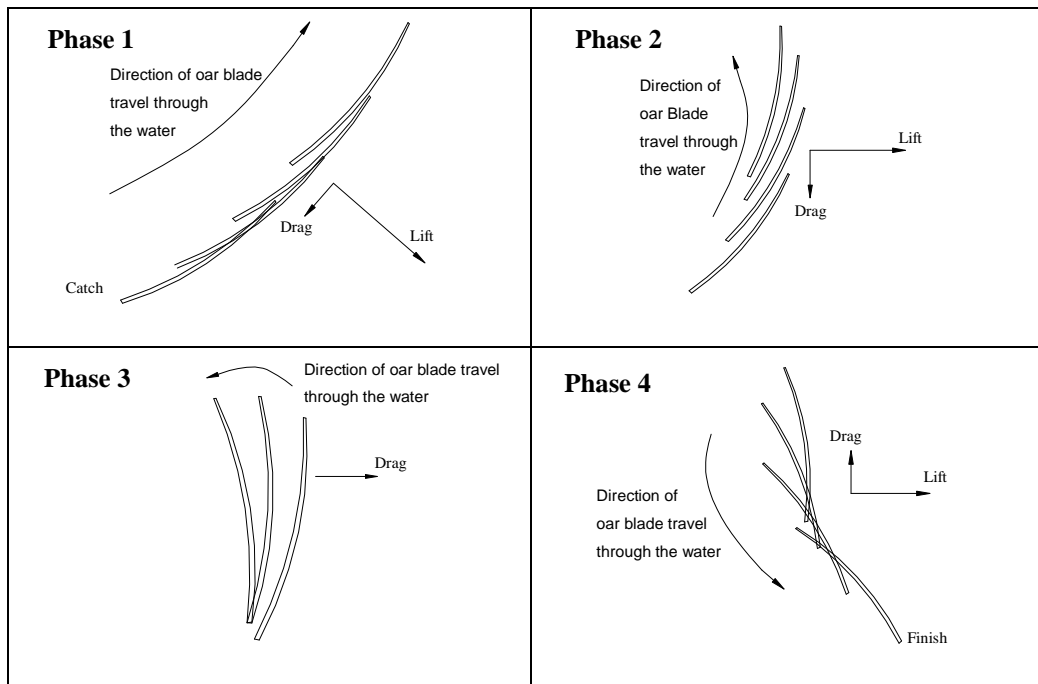 Phase 1
Direction of oar blade
travel through
the water
Drag
Lift
Catch
Phase 2
Direction of
oar Blade
travel through
the water
Lift
Drag
Phase 3
Direction of oar blade travel
through the water
Drag
Phase 4
Drag
Lift
Direction of
oar blade travel
through the water
Finish